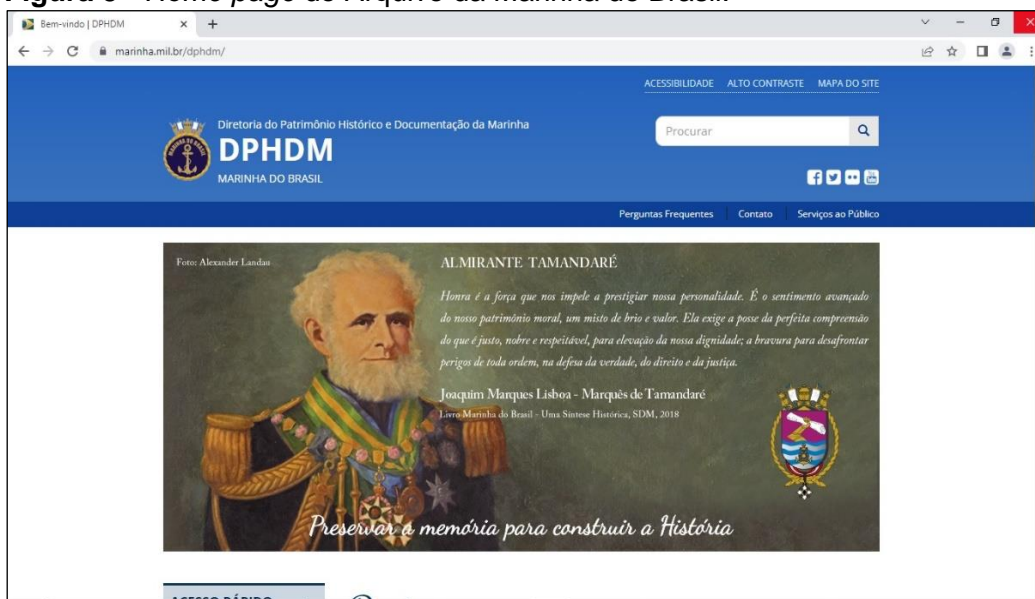 Figura - Home page do Arquivo da Marinha do Brasil.
Bem-vindo | DPHDM
marinha.mil.br/dphdm/
ACESSIBILIDADE ALTO CONTRASTE MAPA DO SITE
Diretoria do Patrimônio Histórico e Documentação da Marinha
DPHDM
MARINHA DO BRASIL
Procurar
Perguntas Frequentes Contato Serviços ao Público
Foto: Alexander Landau
ALMIRANTE TAMANDARÉ
Honra é a força que nos impele a prestigiar nossa personalidade. É o sentimento avançado
do nosso patrimônio moral, um misto de brio e valor. Ela exige a posse da perfeita compreensão
do que é justo, nobre e respeitável, para elevação da nossa dignidade; a bravura para desafrontar
perigos de toda ordem, na defesa da verdade, do direito e da justiça.
Joaquim Marques Lisboa - Marquês de Tamandaré
Livro Marinha do Brasil - Uma Síntese Histórica, SDM, 2018
Preservar a memória para construir a História
ACESSO RÁPIDO